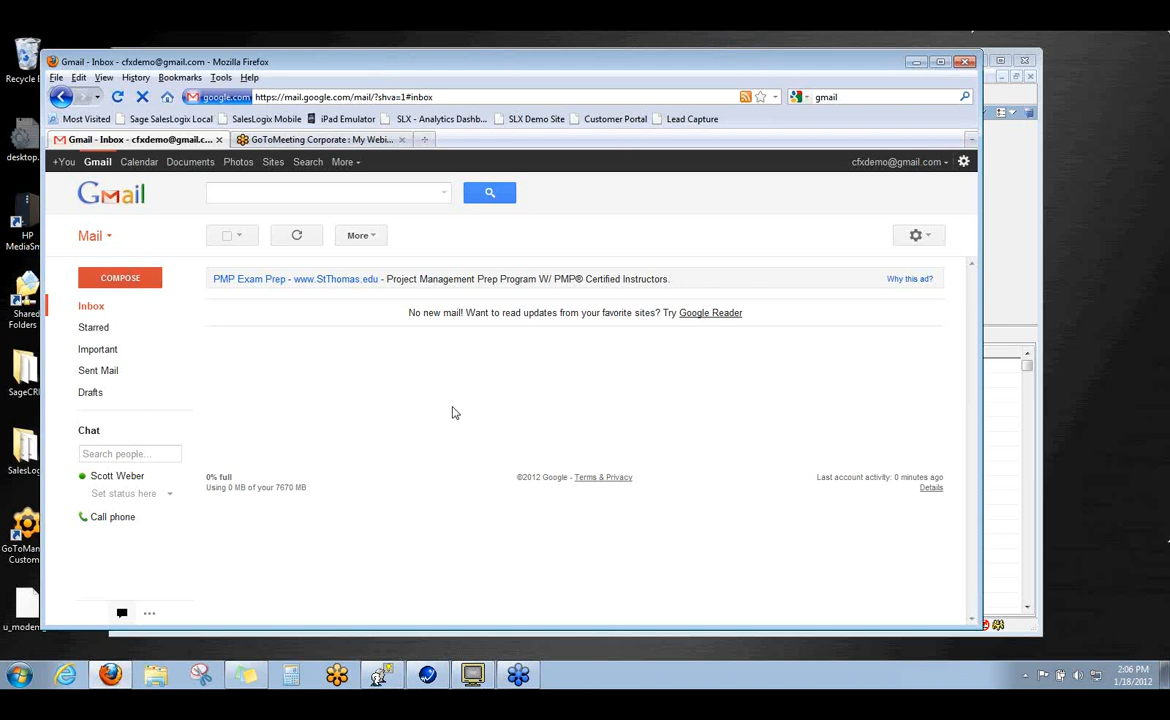 Recycle B
Gmail - Inbox - cfxdemo@gmail.com - Mozilla Firefox
File Edit View History Bookmarks Tools Help
google.com https://mail.google.com/mail/?shva=1#inbox
gmail
Most Visited Sage SalesLogix Local SalesLogix Mobile iPad Emulator SLX - Analytics Dashb... SLX Demo Site Customer Portal Lead Capture
Gmail - Inbox - cfxdemo@gmail.c... GoToMeeting Corporate : My Webi...
desktop.
+You Gmail Calendar Documents Photos Sites Search More
cfxdemo@gmail.com
Gmail
Mail
More
HP
MediaSm
COMPOSE
PMP Exam Prep - www.StThomas.edu - Project Management Prep Program W/ PMP® Certified Instructors.
Why this ad?
Inbox
No new mail! Want to read updates from your favorite sites? Try Google Reader
Shared
Folders
Starred
Important
Sent Mail
Drafts
SageCR
Chat
Search people...
SalesLog
Scott Weber
Set status here
Call phone
0% full
Using 0 MB of your 7670 MB
©2012 Google - Terms & Privacy
Last account activity: 0 minutes ago
Details
GoToMan
Custom
u_modem
2:06 PM
1/18/2012